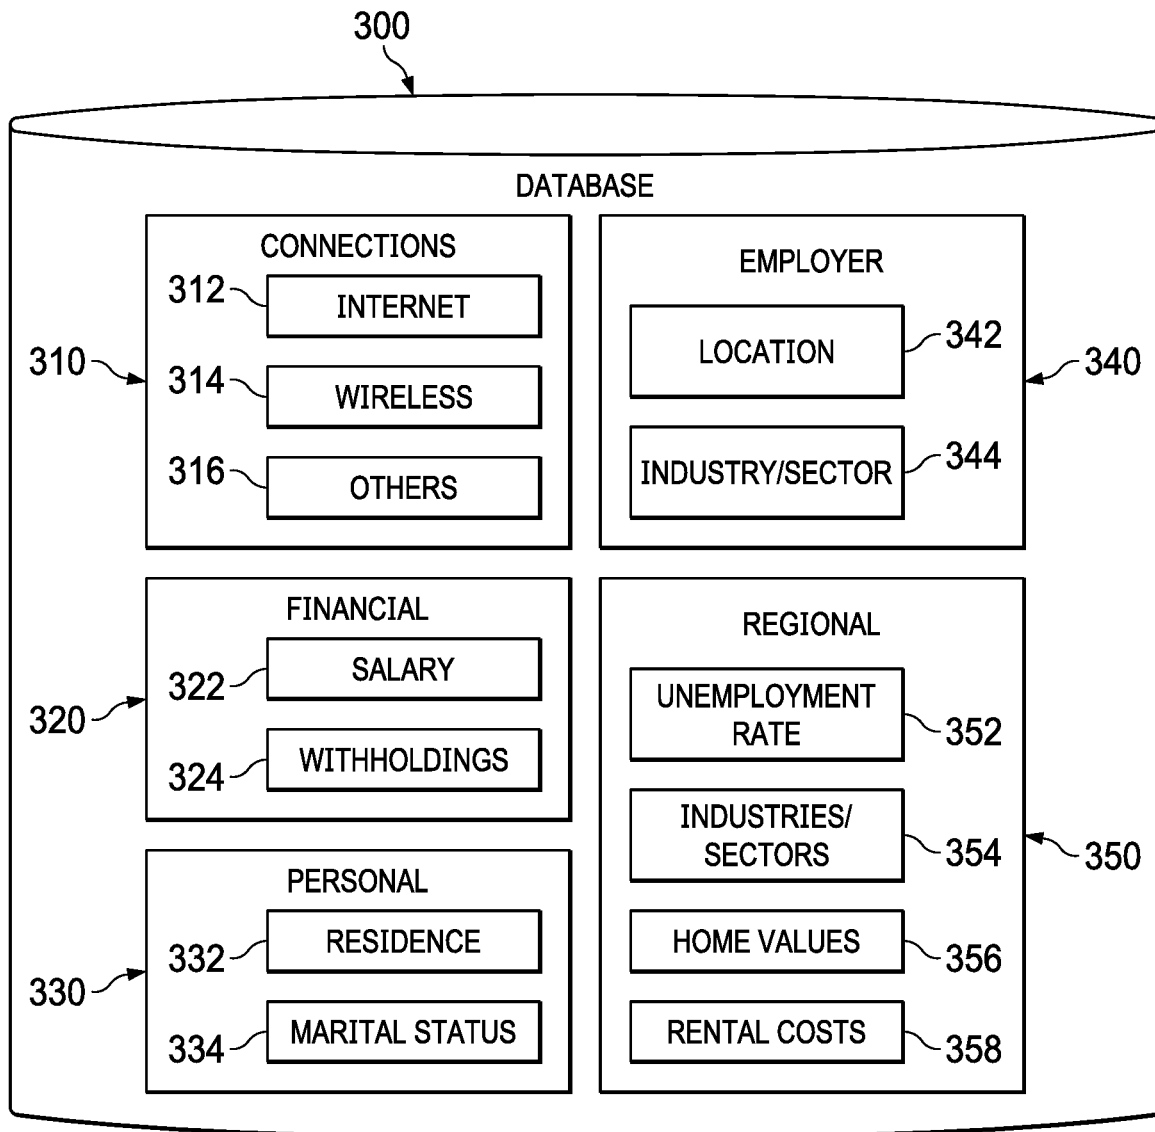 300
DATABASE
CONNECTIONS
312
INTERNET
310
314
WIRELESS
316
OTHERS
EMPLOYER
LOCATION
342
340
INDUSTRY/SECTOR
344
FINANCIAL
322
SALARY
320
324
WITHHOLDINGS
PERSONAL
332
RESIDENCE
330
334
MARITAL STATUS
REGIONAL
UNEMPLOYMENT
RATE
352
INDUSTRIES/
SECTORS
354
350
HOME VALUES
356
RENTAL COSTS
358